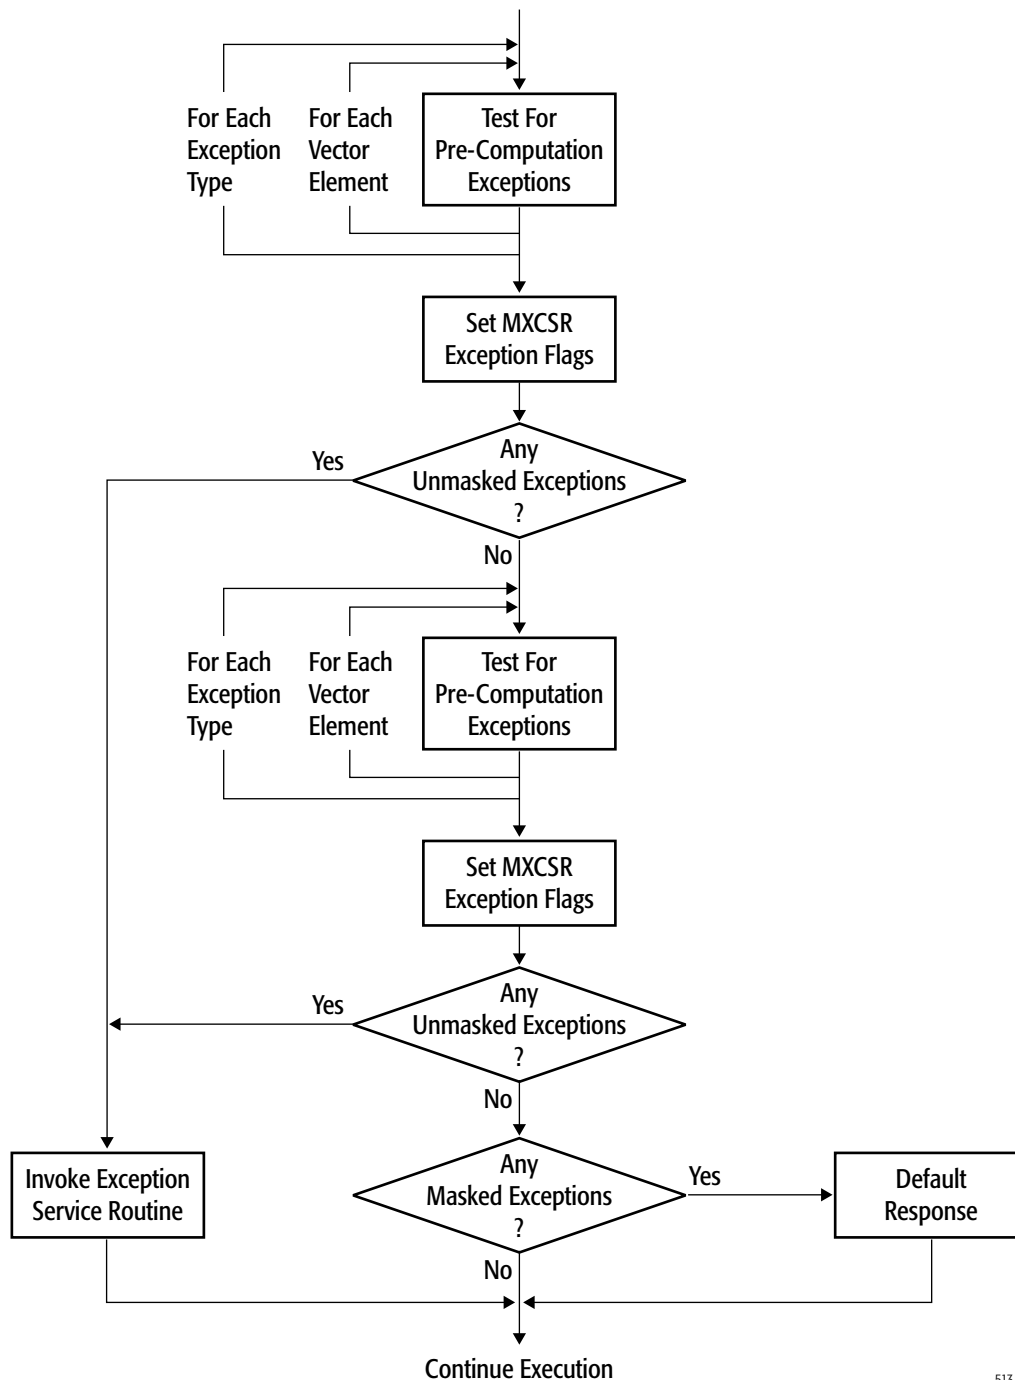 For Each
Exception
Type
For Each
Vector
Element
Test For
Pre-Computation
Exceptions
Set MXCSR
Exception Flags
Any
Unmasked Exceptions
?
Yes
No
For Each
Exception
Type
For Each
Vector
Element
Test For
Pre-Computation
Exceptions
Set MXCSR
Exception Flags
Any
Unmasked Exceptions
?
Yes
No
Invoke Exception
Service Routine
Any
Masked Exceptions
?
Yes
Default
Response
No
Continue Execution
513